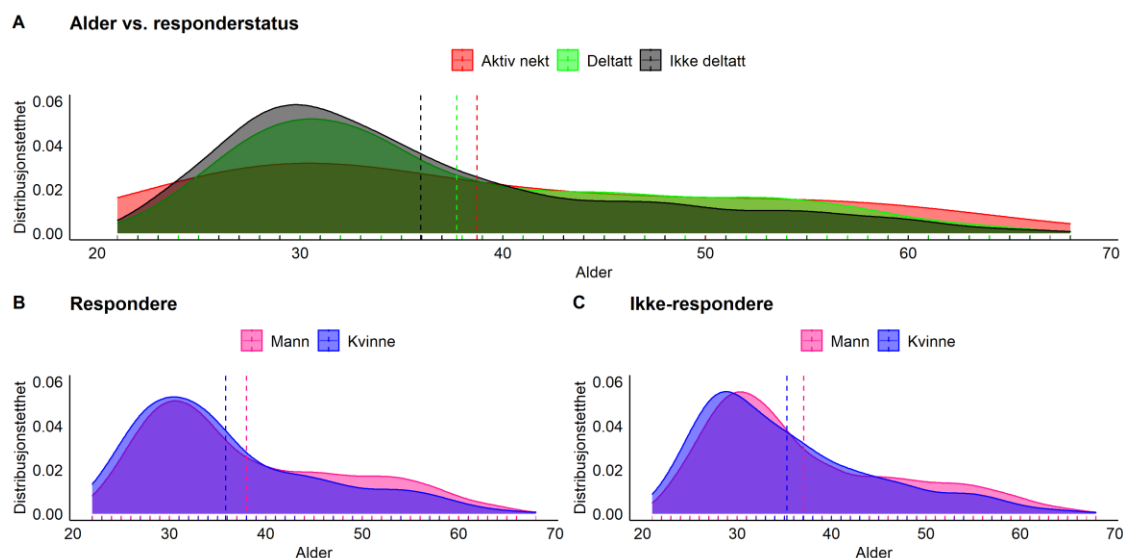 A Alder vs. responderstatus
Aktiv nekt Deltatt Ikke deltatt
Distribusjonstetthet
0.06
0.04
0.02
0.00
20 30 40 50 60 70
Alder
B Respondere
Mann Kvinne
Distribusjonstetthet
0.06
0.04
0.02
0.00
20 30 40 50 60 70
Alder
C Ikke-respondere
Mann Kvinne
Distribusjonstetthet
0.06
0.04
0.02
0.00
20 30 40 50 60 70
Alder